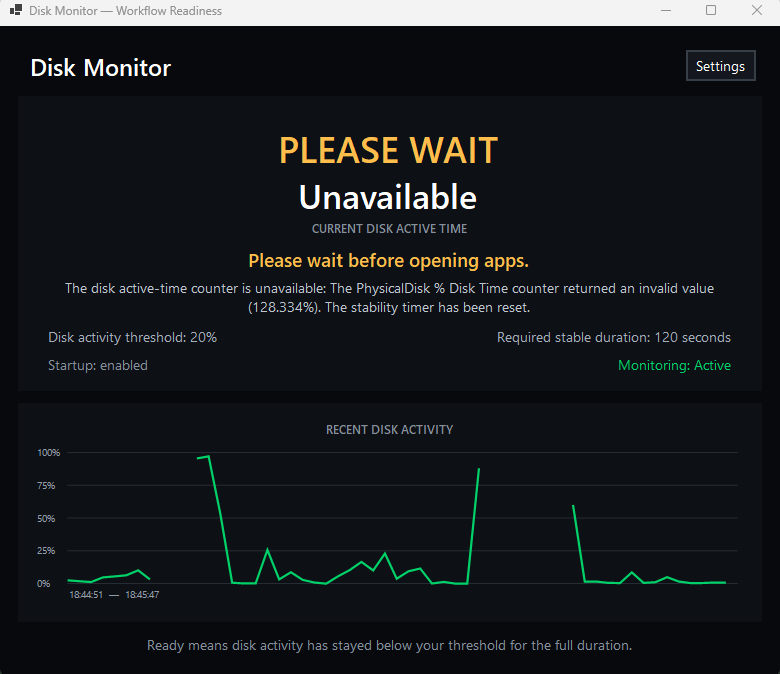 Disk Monitor — Workflow Readiness
Disk Monitor
Settings
PLEASE WAIT
Unavailable
CURRENT DISK ACTIVE TIME
Please wait before opening apps.
The disk active-time counter is unavailable: The PhysicalDisk % Disk Time counter returned an invalid value
(128.334%). The stability timer has been reset.
Disk activity threshold: 20%
Required stable duration: 120 seconds
Startup: enabled
Monitoring: Active
RECENT DISK ACTIVITY
100%
75%
50%
25%
0%
18:44:51 — 18:45:47
Ready means disk activity has stayed below your threshold for the full duration.